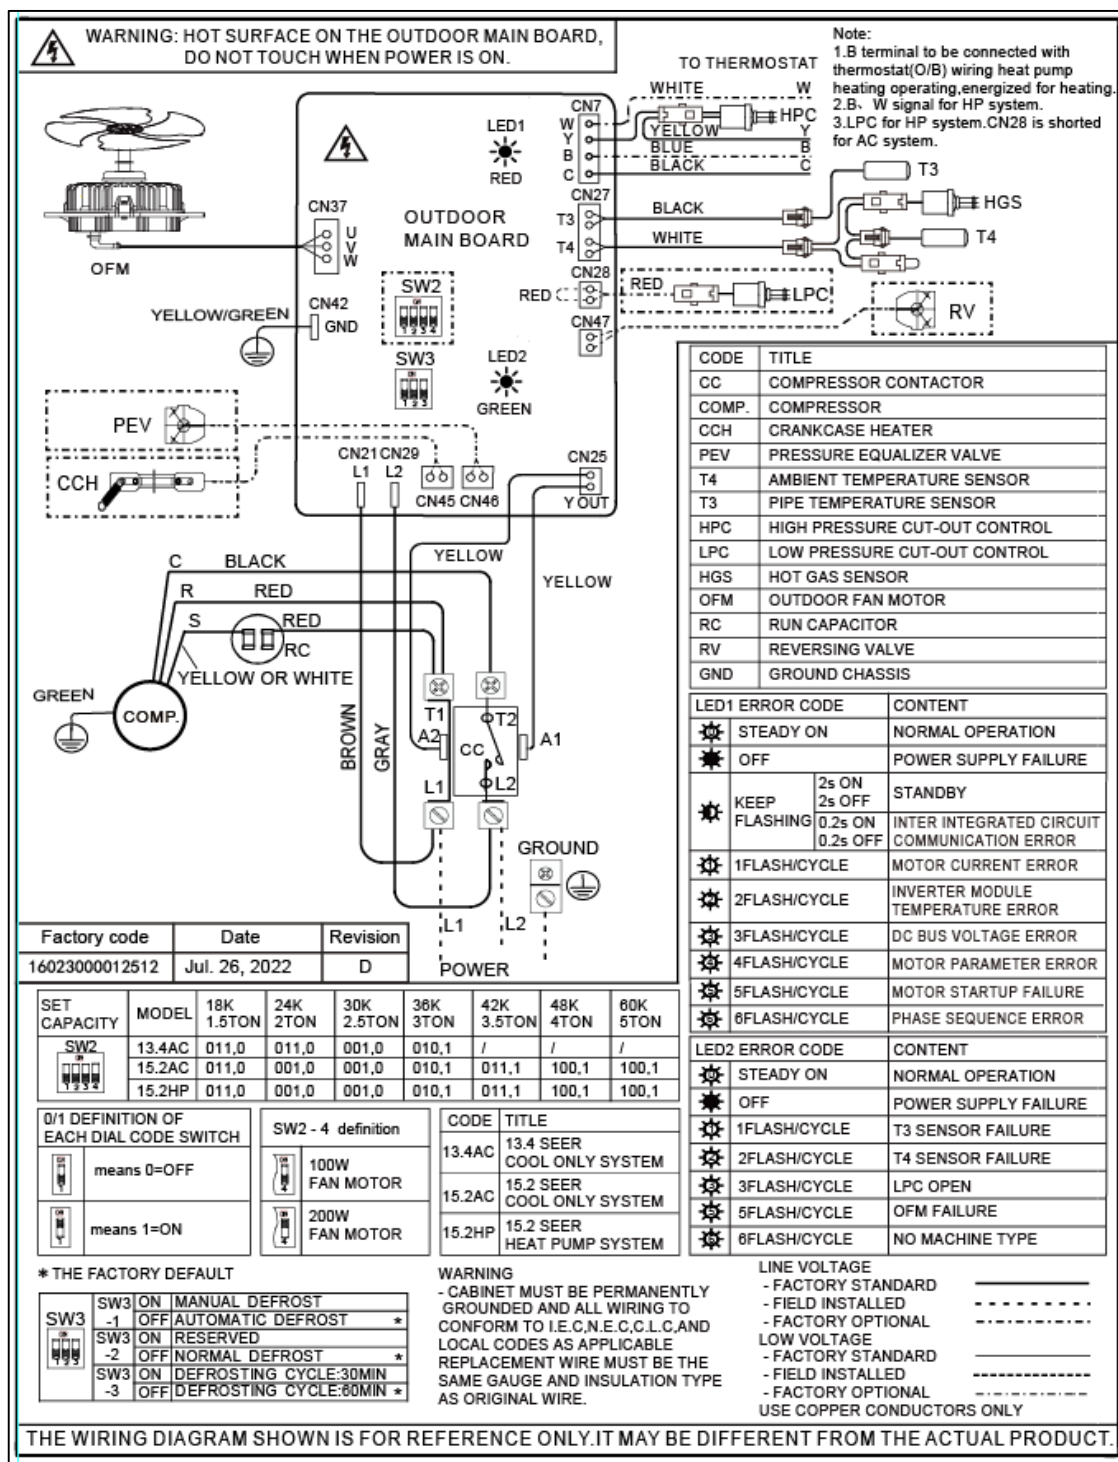 WARNING: HOT SURFACE ON THE OUTDOOR MAIN BOARD,
DO NOT TOUCH WHEN POWER IS ON.
Note:
1.B terminal to be connected with
thermostat(O/B) wiring heat pump
heating operating,energized for heating.
2.B、W signal for HP system.
3.LPC for HP system.CN28 is shorted
for AC system.
TO THERMOSTAT
WHITE W
CN7
W
Y
B
C
HPC
YELLOW Y
BLUE B
BLACK C
LED1
RED
T3
CN27
T3
T4
BLACK
WHITE
HGS
T4
CN37
U
V
W
OUTDOOR
MAIN BOARD
OFM
CN28
RED
RED
LPC
SW2
ON
1 2 3 4
CN42
GND
YELLOW/GREEN
CN47
RV
SW3
ON
1 2 3
LED2
GREEN
PEV
CCH
CN21 CN29
L1 L2
CN45 CN46
CN25
Y OUT
YELLOW
YELLOW
C BLACK
R RED
S RED
RC
YELLOW OR WHITE
GREEN
COMP.
BROWN
GRAY
T1
T2
A2
CC
A1
L1
L2
GROUND
L1
L2
POWER
Factory code Date Revision
16023000012512 Jul. 26, 2022 D
CODE TITLE
CC COMPRESSOR CONTACTOR
COMP. COMPRESSOR
CCH CRANKCASE HEATER
PEV PRESSURE EQUALIZER VALVE
T4 AMBIENT TEMPERATURE SENSOR
T3 PIPE TEMPERATURE SENSOR
HPC HIGH PRESSURE CUT-OUT CONTROL
LPC LOW PRESSURE CUT-OUT CONTROL
HGS HOT GAS SENSOR
OFM OUTDOOR FAN MOTOR
RC RUN CAPACITOR
RV REVERSING VALVE
GND GROUND CHASSIS
LED1 ERROR CODE CONTENT
STEADY ON NORMAL OPERATION
OFF POWER SUPPLY FAILURE
KEEP
FLASHING
2s ON
2s OFF
STANDBY
0.2s ON
0.2s OFF
INTER INTEGRATED CIRCUIT
COMMUNICATION ERROR
1FLASH/CYCLE MOTOR CURRENT ERROR
2FLASH/CYCLE INVERTER MODULE
TEMPERATURE ERROR
3FLASH/CYCLE DC BUS VOLTAGE ERROR
4FLASH/CYCLE MOTOR PARAMETER ERROR
5FLASH/CYCLE MOTOR STARTUP FAILURE
6FLASH/CYCLE PHASE SEQUENCE ERROR
LED2 ERROR CODE CONTENT
STEADY ON NORMAL OPERATION
OFF POWER SUPPLY FAILURE
1FLASH/CYCLE T3 SENSOR FAILURE
2FLASH/CYCLE T4 SENSOR FAILURE
3FLASH/CYCLE LPC OPEN
5FLASH/CYCLE OFM FAILURE
6FLASH/CYCLE NO MACHINE TYPE
SET
CAPACITY
MODEL
18K
1.5TON
24K
2TON
30K
2.5TON
36K
3TON
42K
3.5TON
48K
4TON
60K
5TON
SW2
ON
1 2 3 4
13.4AC 011,0 011,0 001,0 010,1 / / /
15.2AC 011,0 001,0 001,0 010,1 011,1 100,1 100,1
15.2HP 011,0 001,0 001,0 010,1 011,1 100,1 100,1
0/1 DEFINITION OF
EACH DIAL CODE SWITCH
means 0=OFF
means 1=ON
SW2 - 4 definition
100W
FAN MOTOR
200W
FAN MOTOR
CODE TITLE
13.4AC 13.4 SEER
COOL ONLY SYSTEM
15.2AC 15.2 SEER
COOL ONLY SYSTEM
15.2HP 15.2 SEER
HEAT PUMP SYSTEM
* THE FACTORY DEFAULT
SW3
ON
1 2 3
SW3
-1
ON MANUAL DEFROST
OFF AUTOMATIC DEFROST *
SW3
-2
ON RESERVED
OFF NORMAL DEFROST *
SW3
-3
ON DEFROSTING CYCLE:30MIN
OFF DEFROSTING CYCLE:60MIN *
WARNING
- CABINET MUST BE PERMANENTLY
GROUNDED AND ALL WIRING TO
CONFORM TO I.E.C,N.E.C,C.L.C,AND
LOCAL CODES AS APPLICABLE
REPLACEMENT WIRE MUST BE THE
SAME GAUGE AND INSULATION TYPE
AS ORIGINAL WIRE.
LINE VOLTAGE
- FACTORY STANDARD
- FIELD INSTALLED
- FACTORY OPTIONAL
LOW VOLTAGE
- FACTORY STANDARD
- FIELD INSTALLED
- FACTORY OPTIONAL
USE COPPER CONDUCTORS ONLY
THE WIRING DIAGRAM SHOWN IS FOR REFERENCE ONLY.IT MAY BE DIFFERENT FROM THE ACTUAL PRODUCT.